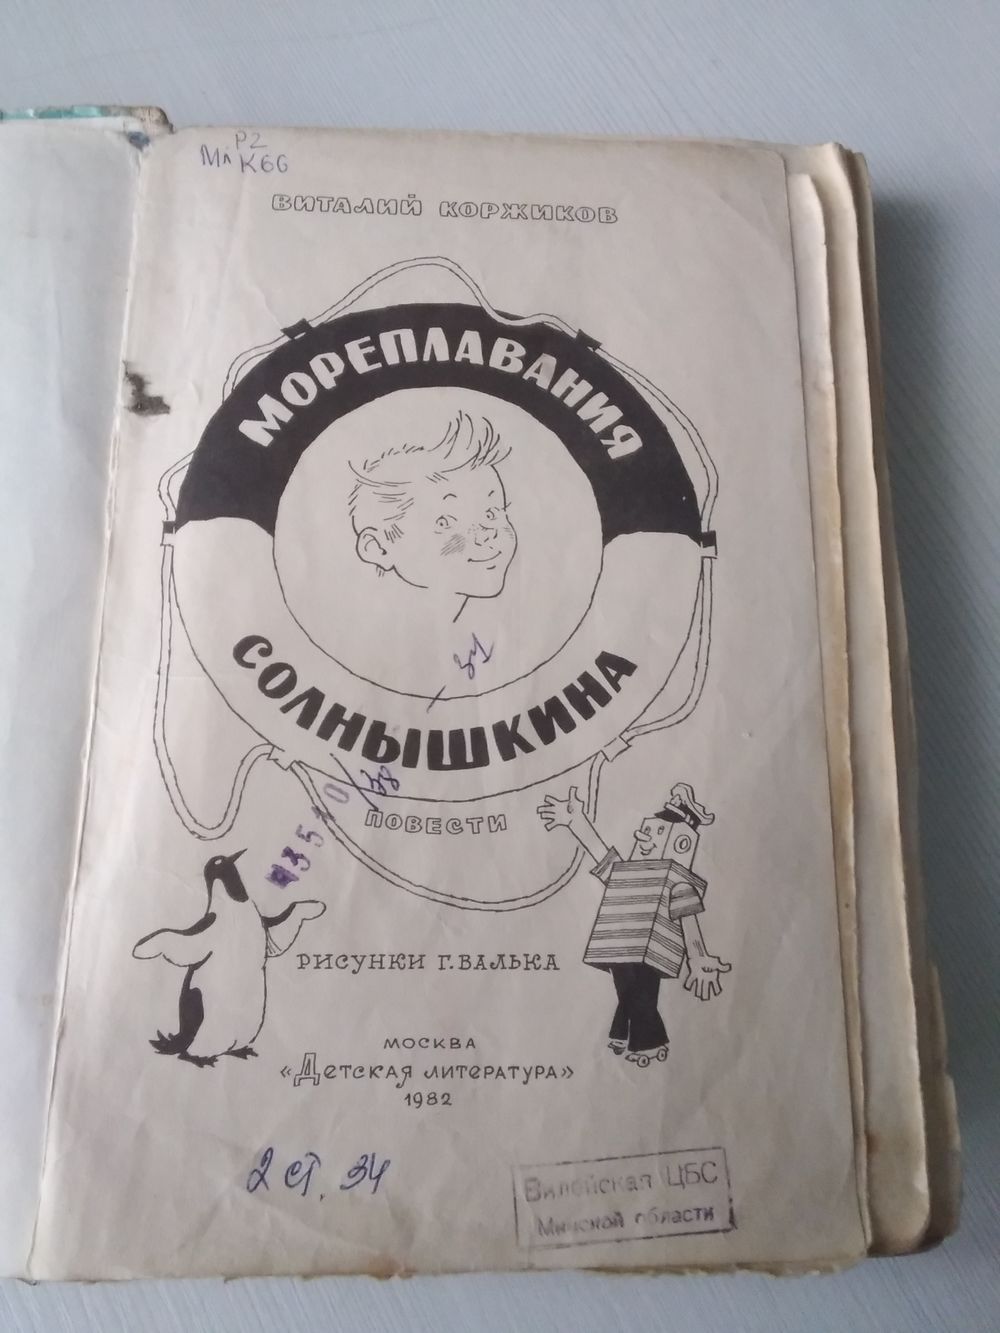 Р2
Мл К66
ВИТАЛИЙ КОРЖИКОВ
МОРЕПЛАВАНИЯ
СОЛНЫШКИНА
ПОВЕСТИ
РИСУНКИ Г. ВАЛЬКА
МОСКВА
«ДЕТСКАЯ ЛИТЕРАТУРА»
1982
2 ст. 34
Вилейская ЦБС
Минской области